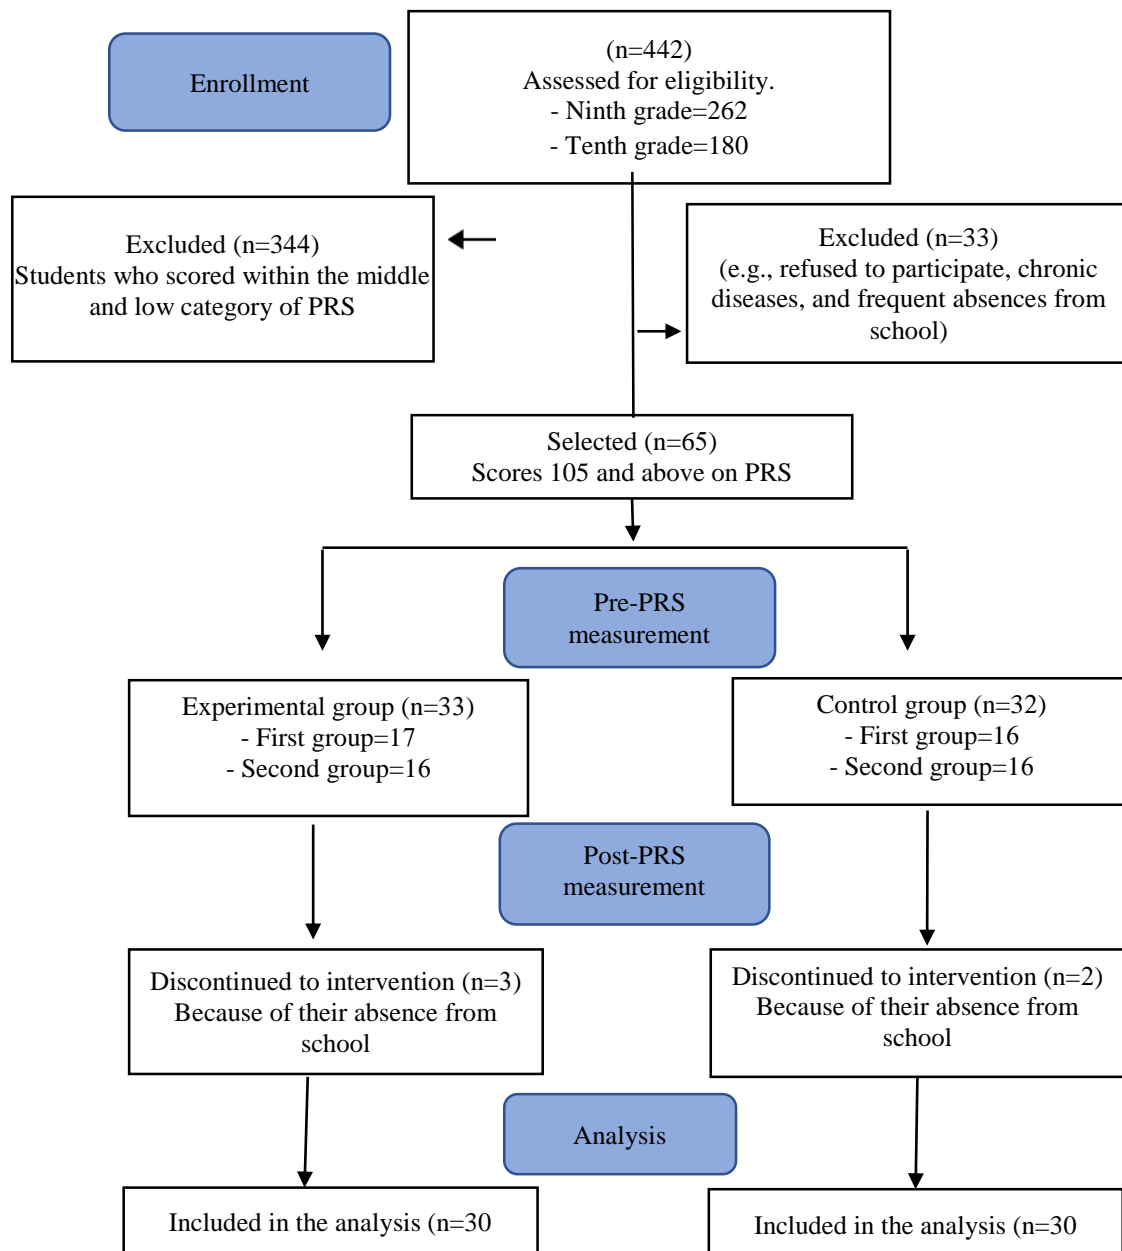 Enrollment
(n=442)
Assessed for eligibility.
- Ninth grade=262
- Tenth grade=180
Excluded (n=344)
Students who scored within the middle
and low category of PRS
Excluded (n=33)
(e.g., refused to participate, chronic
diseases, and frequent absences from
school)
Selected (n=65)
Scores 105 and above on PRS
Pre-PRS
measurement
Experimental group (n=33)
- First group=17
- Second group=16
Control group (n=32)
- First group=16
- Second group=16
Post-PRS
measurement
Discontinued to intervention (n=3)
Because of their absence from
school
Discontinued to intervention (n=2)
Because of their absence from
school
Analysis
Included in the analysis (n=30
Included in the analysis (n=30